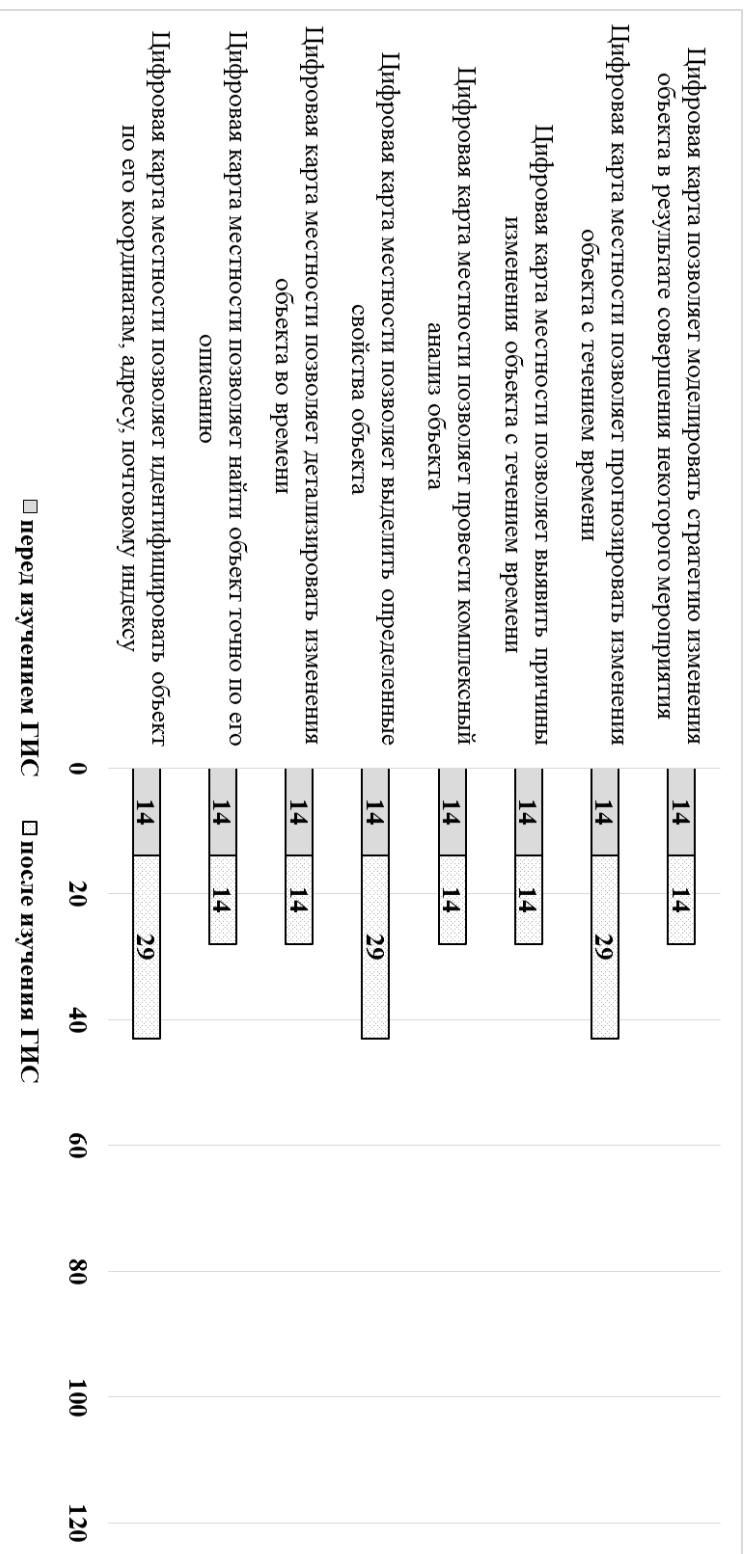 Цифровая карта позволяет моделировать стратегию изменения
объекта в результате совершения некоторого мероприятия
14
14
Цифровая карта местности позволяет прогнозировать изменения
объекта с течением времени
14
29
Цифровая карта местности позволяет выявить причины
изменения объекта с течением времени
14
14
Цифровая карта местности позволяет провести комплексный
анализ объекта
14
14
Цифровая карта местности позволяет выделить определенные
свойства объекта
14
29
Цифровая карта местности позволяет детализировать изменения
объекта во времени
14
14
Цифровая карта местности позволяет найти объект точно по его
описанию
14
14
Цифровая карта местности позволяет идентифицировать объект
по его координатам, адресу, почтовому индексу
14
29
0 20 40 60 80 100 120
перед изучением ГИС после изучения ГИС